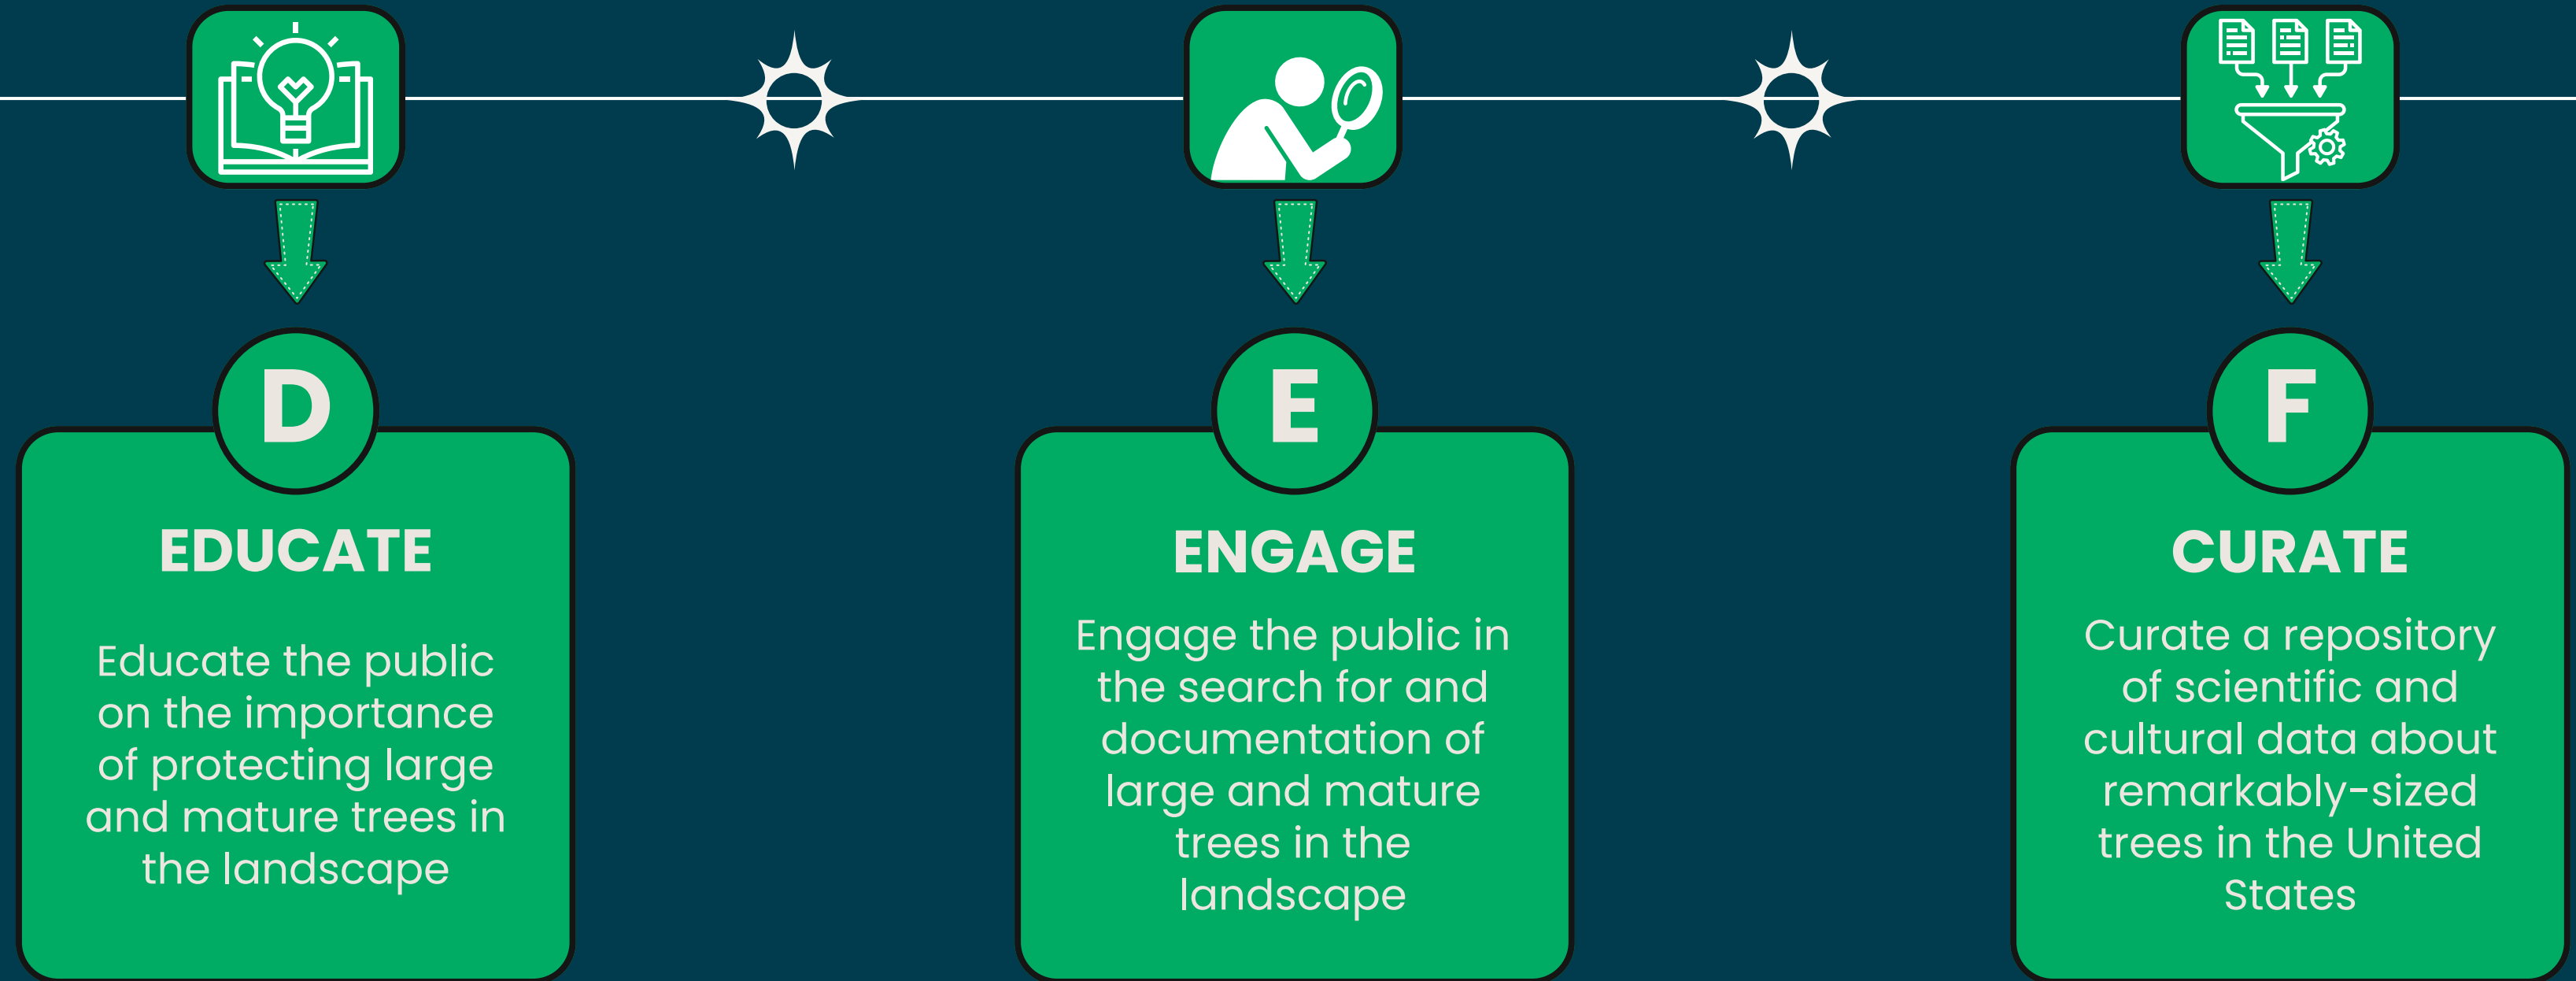 D
EDUCATE
Educate the public
on the importance
of protecting large
and mature trees in
the landscape
E
ENGAGE
Engage the public in
the search for and
documentation of
large and mature
trees in the
landscape
F
CURATE
Curate a repository
of scientific and
cultural data about
remarkably-sized
trees in the United
States